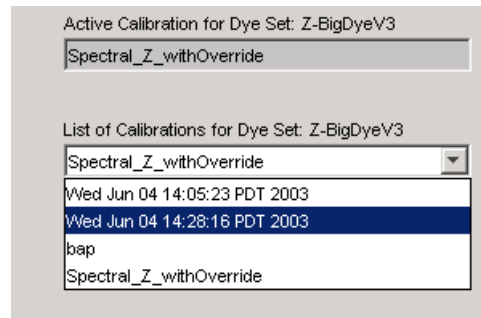 Active Calibration for Dye Set: Z-BigDyeV3
Spectral_Z_withOverride
List of Calibrations for Dye Set: Z-BigDyeV3
Spectral_Z_withOverride
Wed Jun 04 14:05:23 PDT 2003
Wed Jun 04 14:28:16 PDT 2003
bap
Spectral_Z_withOverride